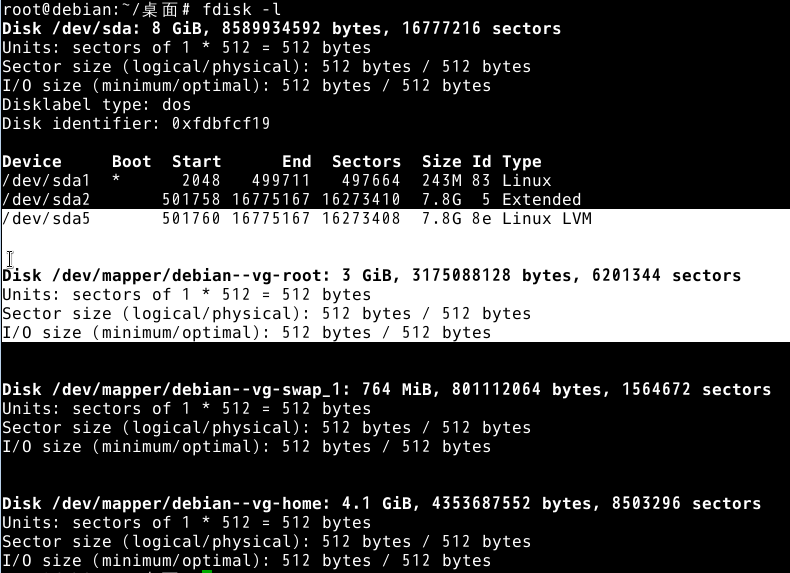 root@debian:~/桌面# fdisk -l
Disk /dev/sda: 8 GiB, 8589934592 bytes, 16777216 sectors
Units: sectors of 1 * 512 = 512 bytes
Sector size (logical/physical): 512 bytes / 512 bytes
I/O size (minimum/optimal): 512 bytes / 512 bytes
Disklabel type: dos
Disk identifier: 0xfdbfcf19
Device     Boot  Start      End  Sectors  Size Id Type
/dev/sda1  *      2048   499711   497664  243M 83 Linux
/dev/sda2       501758 16775167 16273410  7.8G  5 Extended
/dev/sda5       501760 16775167 16273408  7.8G 8e Linux LVM
Disk /dev/mapper/debian--vg-root: 3 GiB, 3175088128 bytes, 6201344 sectors
Units: sectors of 1 * 512 = 512 bytes
Sector size (logical/physical): 512 bytes / 512 bytes
I/O size (minimum/optimal): 512 bytes / 512 bytes
Disk /dev/mapper/debian--vg-swap_1: 764 MiB, 801112064 bytes, 1564672 sectors
Units: sectors of 1 * 512 = 512 bytes
Sector size (logical/physical): 512 bytes / 512 bytes
I/O size (minimum/optimal): 512 bytes / 512 bytes
Disk /dev/mapper/debian--vg-home: 4.1 GiB, 4353687552 bytes, 8503296 sectors
Units: sectors of 1 * 512 = 512 bytes
Sector size (logical/physical): 512 bytes / 512 bytes
I/O size (minimum/optimal): 512 bytes / 512 bytes